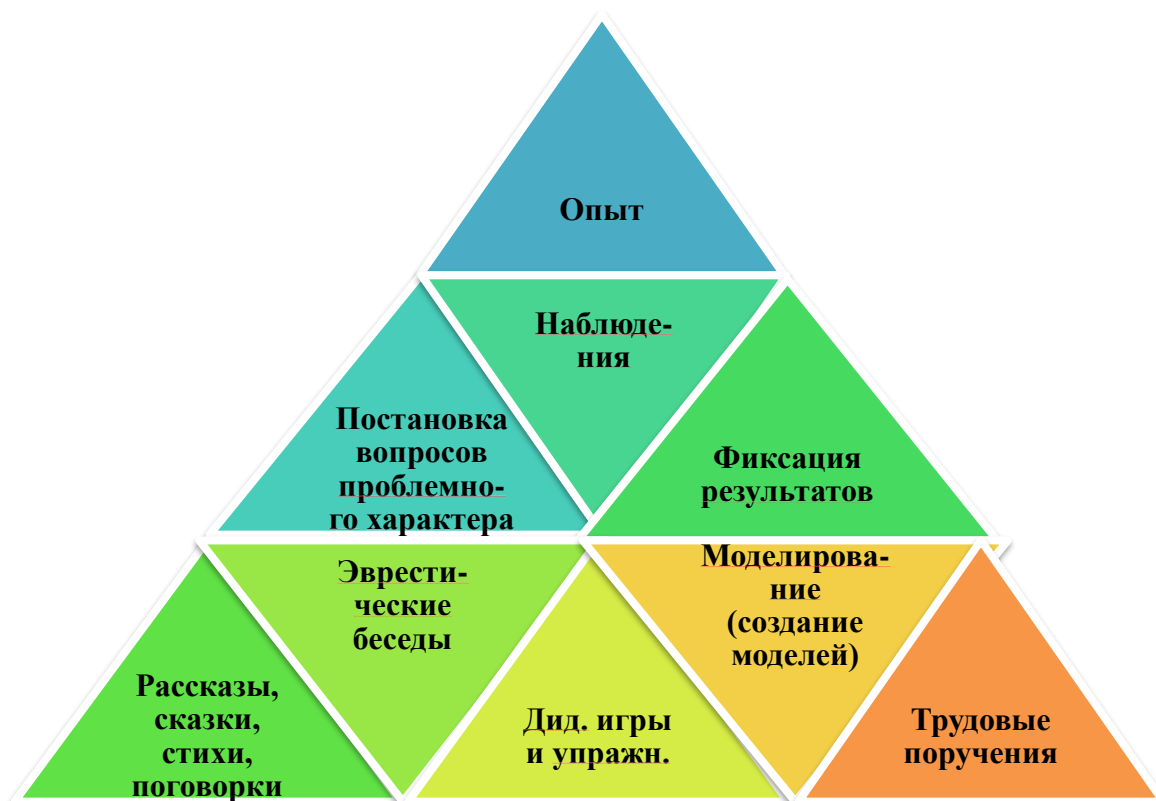 Опыт
Наблюде-
ния
Постановка
вопросов
проблемно-
го характера
Фиксация
результатов
Эврести-
ческие
беседы
Моделирова-
ние
(создание
моделей)
Рассказы,
сказки,
стихи,
поговорки
Дид. игры
и упражн.
Трудовые
поручения